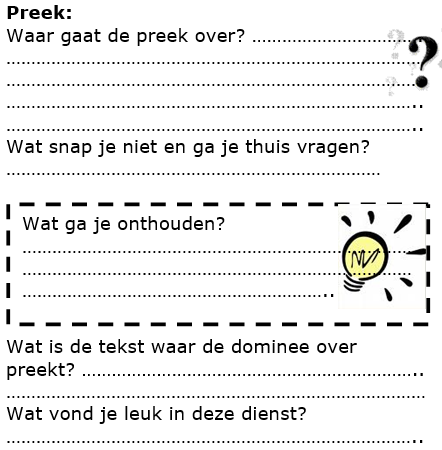 Preek:
Waar gaat de preek over? ……………………………..
……………………………………………………………………
……………………………………………………………………
…………………………………………………………………..
…………………………………………………………………..
Wat snap je niet en ga je thuis vragen?
……………………………………………………………
Wat ga je onthouden?
………………………………………………………………
………………………………………………………………
…………………………………………………..
Wat is de tekst waar de dominee over
preekt? ……………………………………………………..
……………………………………………………………………
Wat vond je leuk in deze dienst?
…………………………………………………………………..